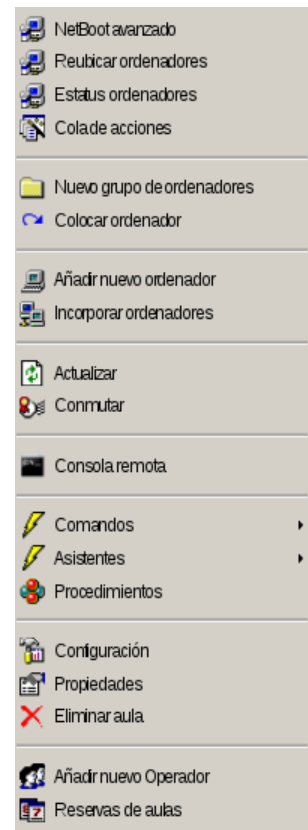 NetBoot avanzado
Reubicar ordenadores
Estatus ordenadores
Cola de acciones
Nuevo grupo de ordenadores
Colocar ordenador
Añadir nuevo ordenador
Incorporar ordenadores
Actualizar
Conmutar
Consola remota
Comandos
Asistentes
Procedimientos
Configuración
Propiedades
Eliminar aula
Añadir nuevo Operador
Reservas de aulas